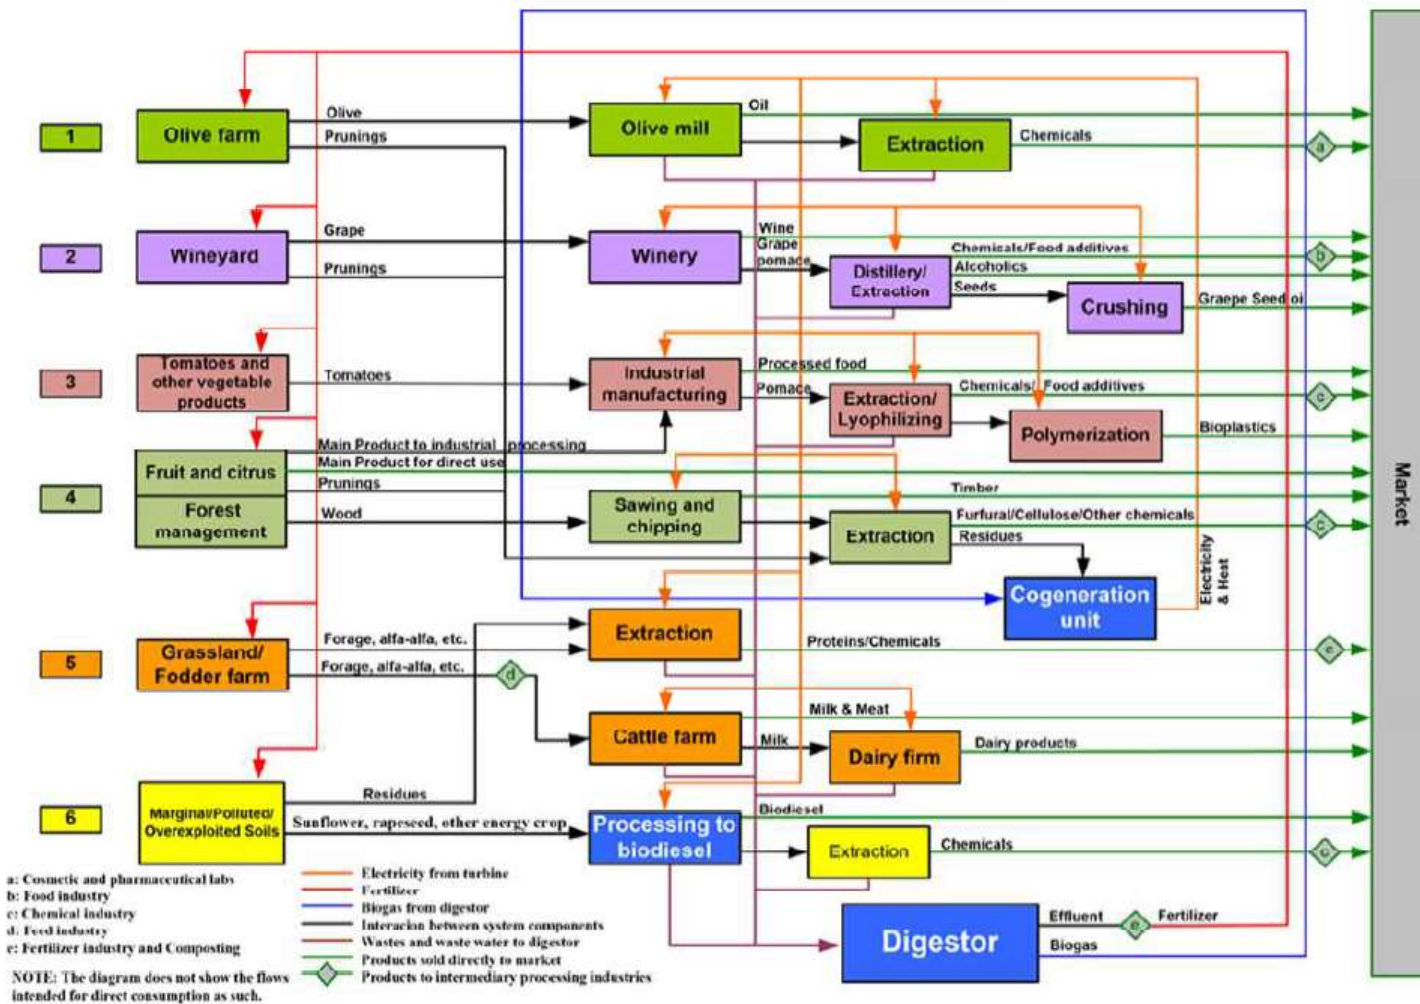 1
Olive farm
Olive
Prunings
Olive mill
Oil
Extraction
Chemicals
a
2
Wineyard
Grape
Prunings
Winery
Wine
Grape
pomace
Distillery/
Extraction
Chemicals/Food additives
Alcoholics
Seeds
Crushing
Graepe Seed oi
b
3
Tomatoes and
other vegetable
products
Tomatoes
Industrial
manufacturing
Processed food
Pomace
Extraction/
Lyophilizing
Chemicals/ Food additives
c
Polymerization
Bioplastics
4
Fruit and citrus
Forest
management
Main Product to industrial processing
Main Product for direct use
Prunings
Wood
Sawing and
chipping
Timber
Extraction
Furfural/Cellulose/Other chemicals
Residues
c
Cogeneration
unit
Electricity
& Heat
Market
5
Grassland/
Fodder farm
Forage, alfa-alfa, etc.
Forage, alfa-alfa, etc.
d
Extraction
Proteins/Chemicals
e
Cattle farm
Milk & Meat
Milk
Dairy firm
Dairy products
6
Marginal/Polluted/
Overexploited Soils
Residues
Sunflower, rapeseed, other energy crop
Processing to
biodiesel
Biodiesel
Extraction
Chemicals
Digestor
Effluent
e
Fertilizer
Biogas
a: Cosmetic and pharmaceutical labs
b: Food industry
c: Chemical industry
d. Feed industry
e: Fertilizer industry and Composting
NOTE: The diagram does not show the flows
intended for direct consumption as such.
Electricity from turbine
Fertilizer
Biogas from digestor
Interacion between system components
Wastes and waste water to digestor
Products sold directly to market
Products to intermediary processing industries